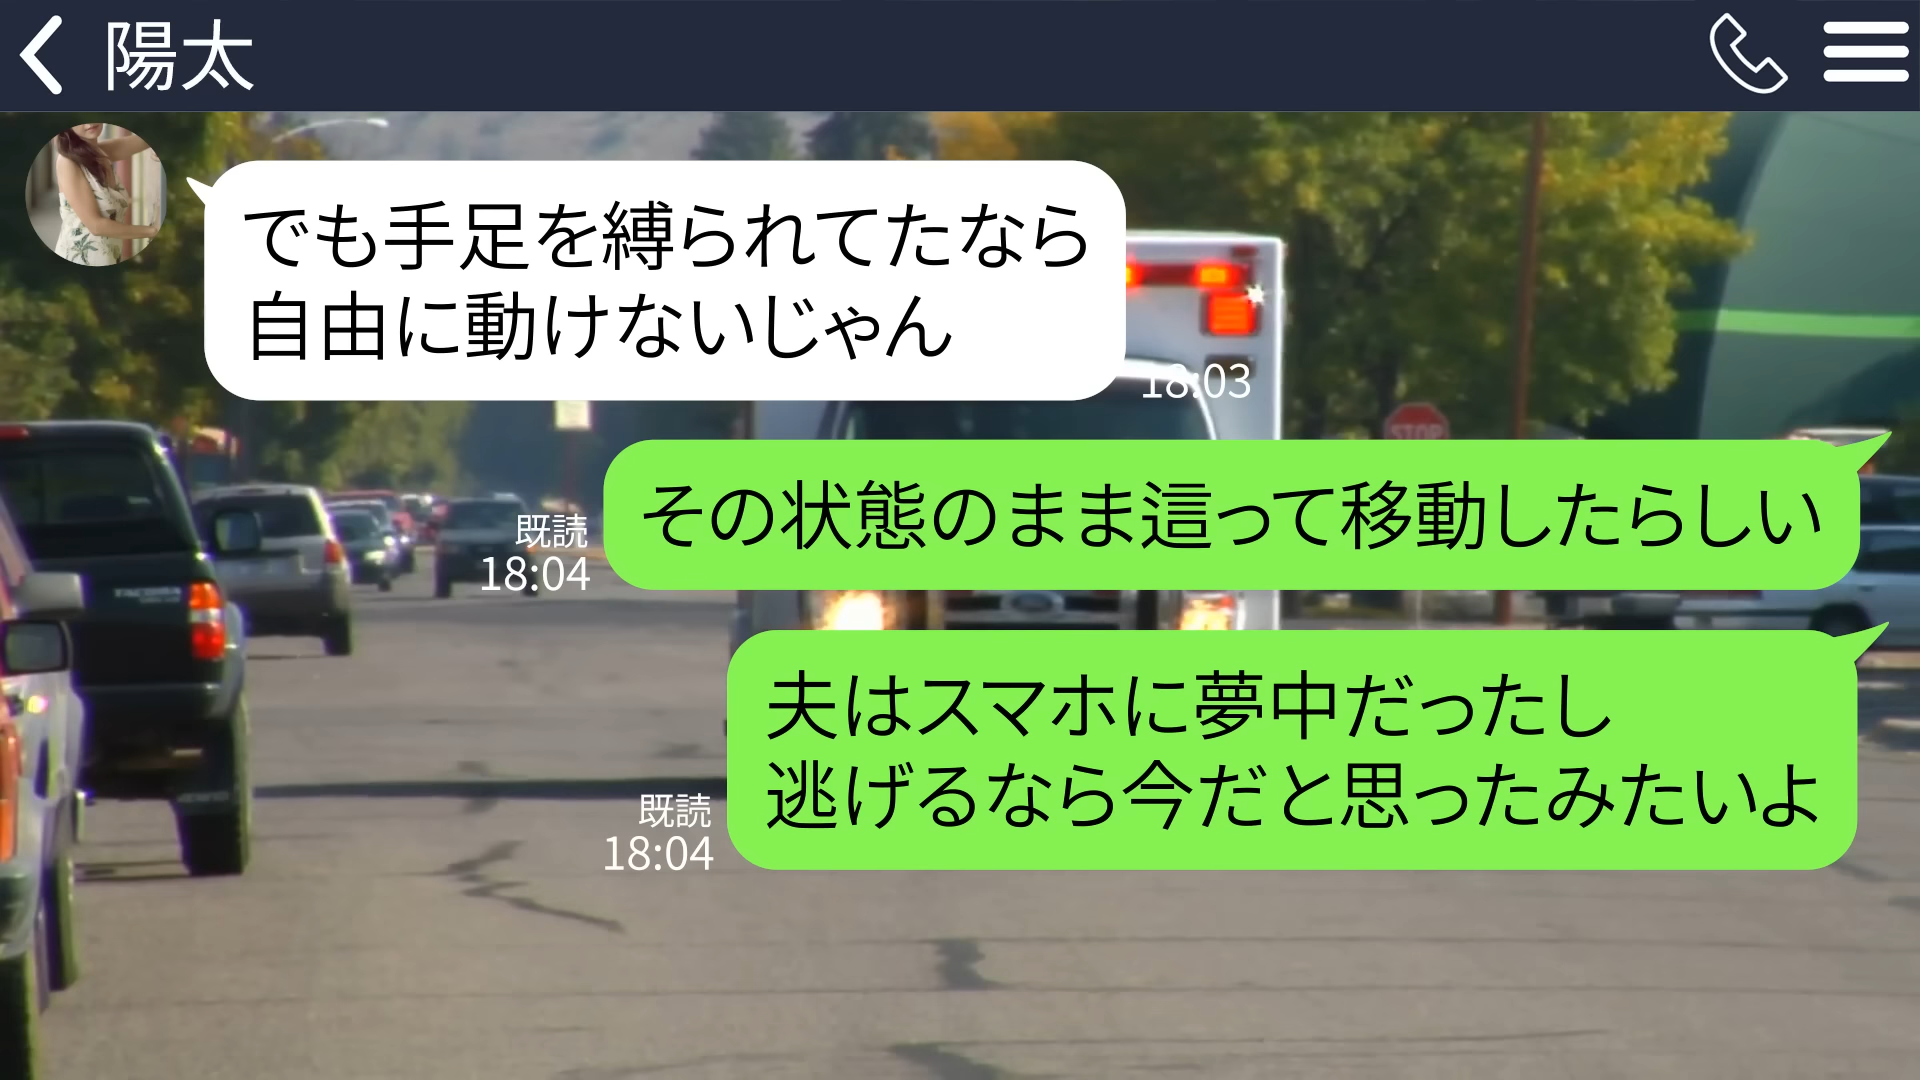 陽太
でも手足を縛られてたなら
自由に動けないじゃん
18:03
STOP
その状態のまま這って移動したらしい
既読
18:04
夫はスマホに夢中だったし
逃げるなら今だと思ったみたいよ
既読
18:04
TACOMA